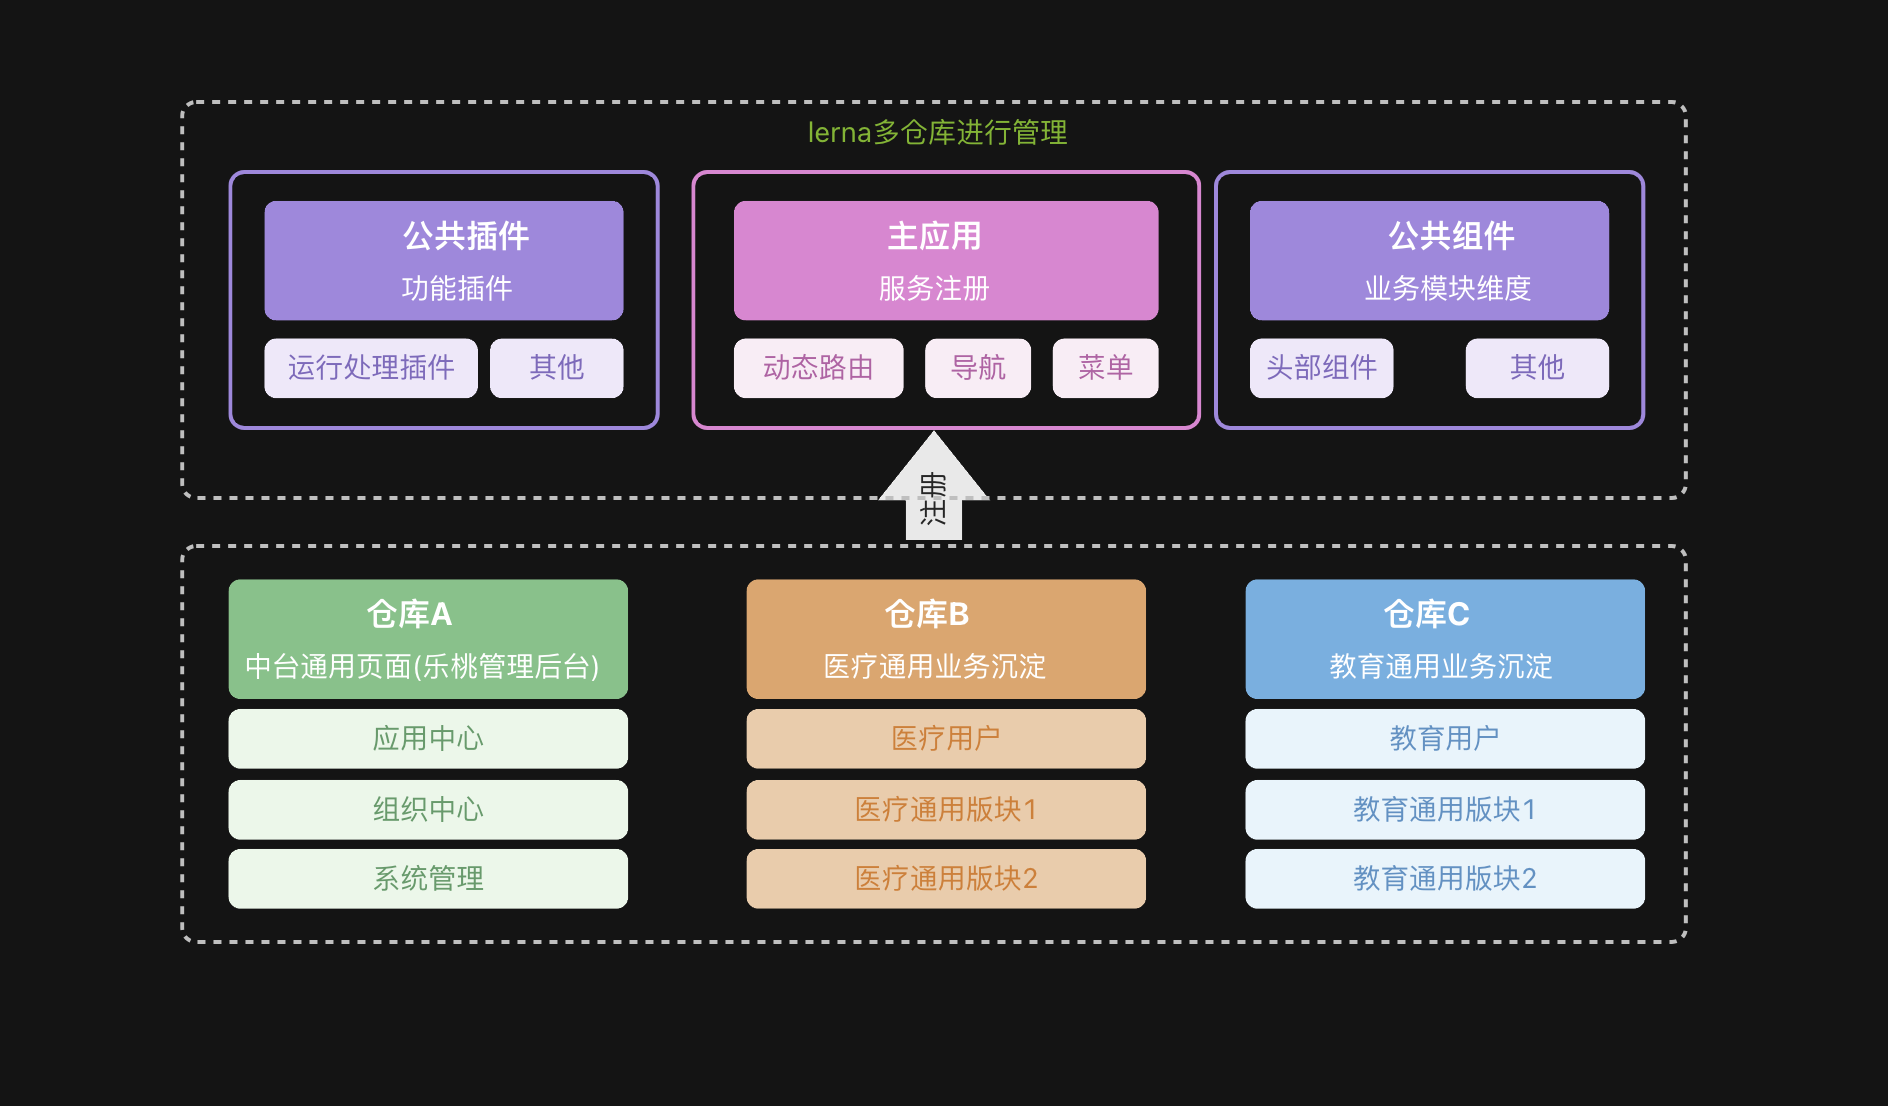 lerna多仓库进行管理
公共插件
功能插件
运行处理插件
其他
主应用
服务注册
动态路由
导航
菜单
公共组件
业务模块维度
头部组件
其他
注册
仓库A
中台通用页面(乐桃管理后台)
应用中心
组织中心
系统管理
仓库B
医疗通用业务沉淀
医疗用户
医疗通用版块1
医疗通用版块2
仓库C
教育通用业务沉淀
教育用户
教育通用版块1
教育通用版块2